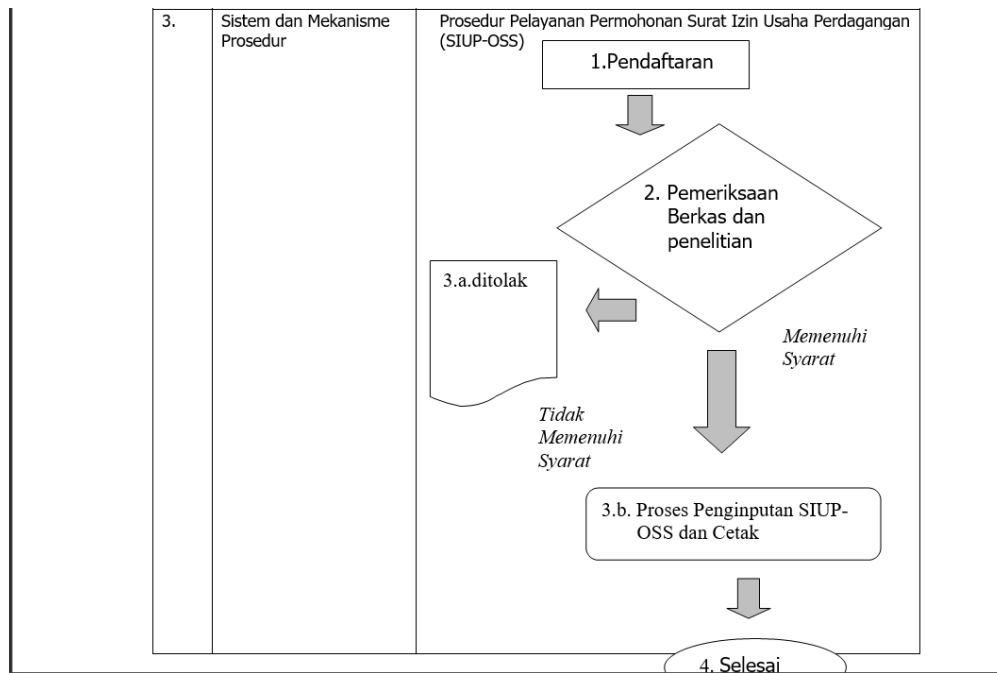 3.
Sistem dan Mekanisme
Prosedur
Prosedur Pelayanan Permohonan Surat Izin Usaha Perdagangan
(SIUP-OSS)
1.Pendaftaran
2. Pemeriksaan
Berkas dan
penelitian
3.a.ditolak
Memenuhi
Syarat
Tidak
Memenuhi
Syarat
3.b. Proses Penginputan SIUP-
OSS dan Cetak
4. Selesai